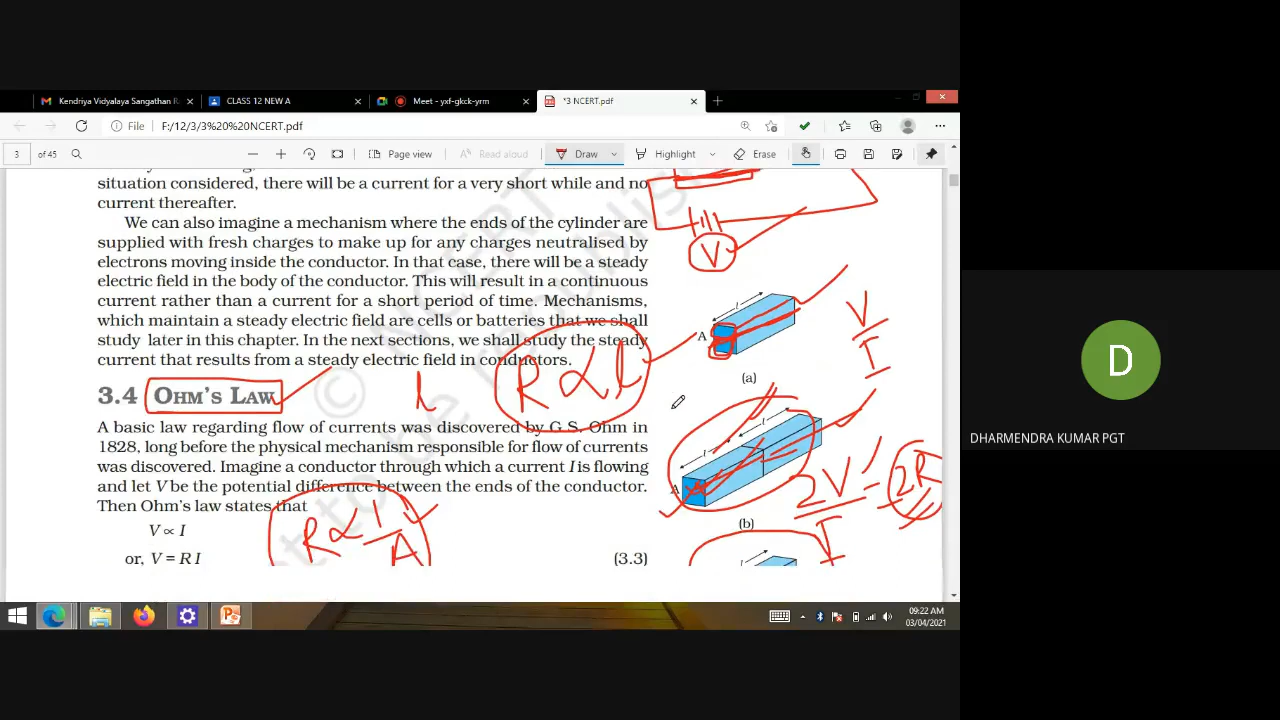 Kendriya Vidyalaya Sangathan R
CLASS 12 NEW A
Meet - yxf-gkck-yrm
*3 NCERT.pdf
File
F:/12/3/3%20%20NCERT.pdf
3 of 45
Page view
Read aloud
Draw
Highlight
Erase
situation considered, there will be a current for a very short while and no
current thereafter.
We can also imagine a mechanism where the ends of the cylinder are
supplied with fresh charges to make up for any charges neutralised by
electrons moving inside the conductor. In that case, there will be a steady
electric field in the body of the conductor. This will result in a continuous
current rather than a current for a short period of time. Mechanisms,
which maintain a steady electric field are cells or batteries that we shall
study later in this chapter. In the next sections, we shall study the steady
current that results from a steady electric field in conductors.
3.4 OHM'S LAW
A basic law regarding flow of currents was discovered by G.S. Ohm in
1828, long before the physical mechanism responsible for flow of currents
was discovered. Imagine a conductor through which a current I is flowing
and let V be the potential difference between the ends of the conductor.
Then Ohm's law states that
V ∝ I
or, V = R I
(3.3)
V
l
A
(a)
V
I
R ∝ l
l
l
l
A
(b)
2V
I
= 2R
R ∝ 1
A
l
© NCERT
not to be republis
09:22 AM
03/04/2021
D
DHARMENDRA KUMAR PGT